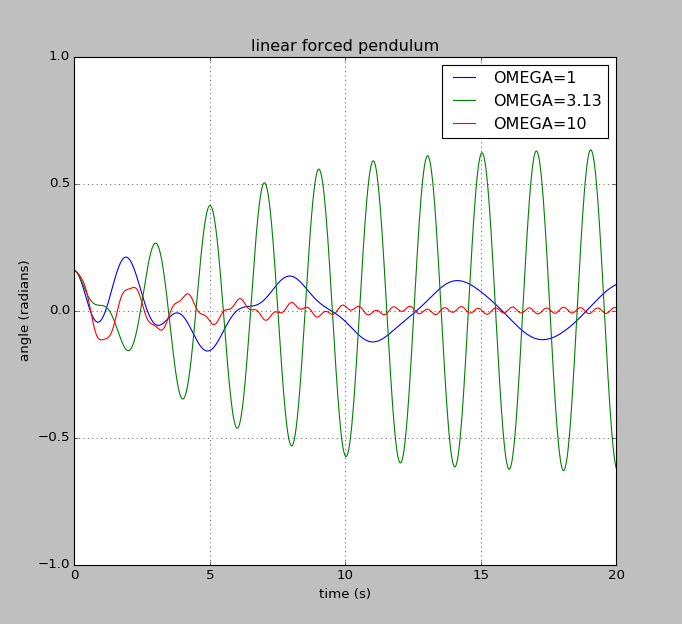 linear forced pendulum
1.0
OMEGA=1
OMEGA=3.13
OMEGA=10
0.5
0.0
−0.5
−1.0
angle (radians)
0 5 10 15 20
time (s)